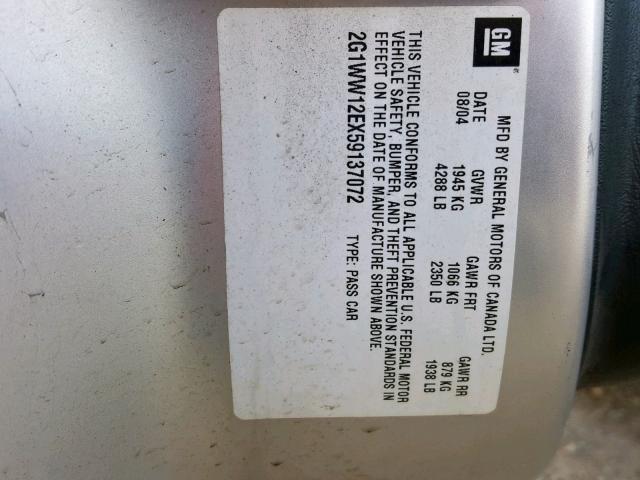 GM
MFD BY GENERAL MOTORS OF CANADA LTD.
DATE GVWR GAWR FRT GAWR RR
08/04 1945 KG 1066 KG 879 KG
4288 LB 2350 LB 1938 LB
THIS VEHICLE CONFORMS TO ALL APPLICABLE U.S. FEDERAL MOTOR
VEHICLE SAFETY, BUMPER, AND THEFT PREVENTION STANDARDS IN
EFFECT ON THE DATE OF MANUFACTURE SHOWN ABOVE.
2G1WW12EX59137072 TYPE: PASS CAR